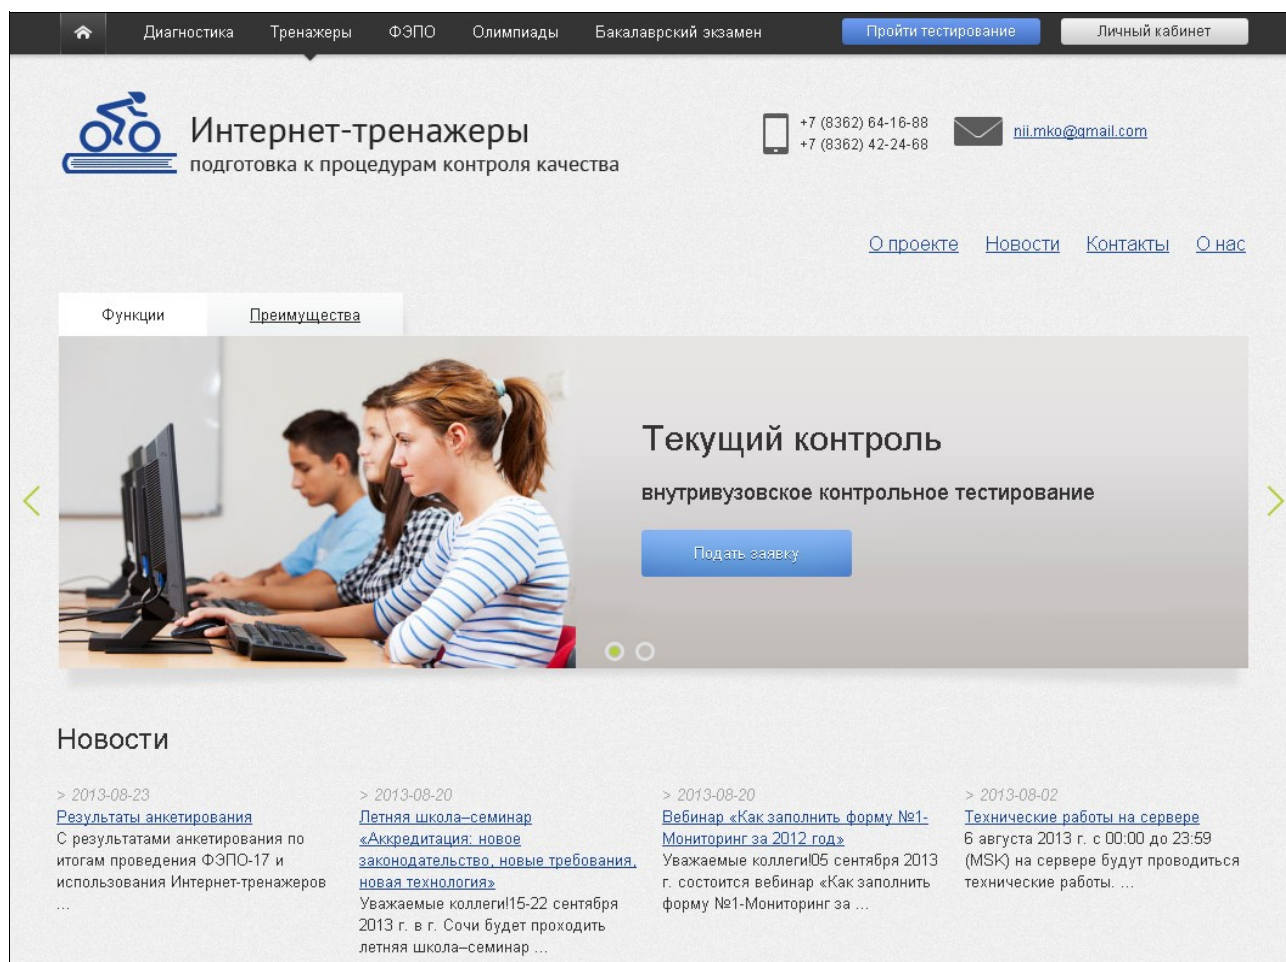 Диагностика Тренажеры ФЭПО Олимпиады Бакалаврский экзамен Пройти тестирование Личный кабинет
Интернет-тренажеры
подготовка к процедурам контроля качества
+7 (8362) 64-16-88
+7 (8362) 42-24-68
nii.mko@gmail.com
О проекте Новости Контакты О нас
Функции Преимущества
Текущий контроль
внутривузовское контрольное тестирование
Подать заявку
Новости
> 2013-08-23
Результаты анкетирования
С результатами анкетирования по
итогам проведения ФЭПО-17 и
использования Интернет-тренажеров
...
> 2013-08-20
Летняя школа–семинар
«Аккредитация: новое
законодательство, новые требования,
новая технология»
Уважаемые коллеги!15-22 сентября
2013 г. в г. Сочи будет проходить
летняя школа–семинар ...
> 2013-08-20
Вебинар «Как заполнить форму №1-
Мониторинг за 2012 год»
Уважаемые коллеги!05 сентября 2013
г. состоится вебинар «Как заполнить
форму №1-Мониторинг за ...
> 2013-08-02
Технические работы на сервере
6 августа 2013 г. с 00:00 до 23:59
(MSK) на сервере будут проводиться
технические работы. ...